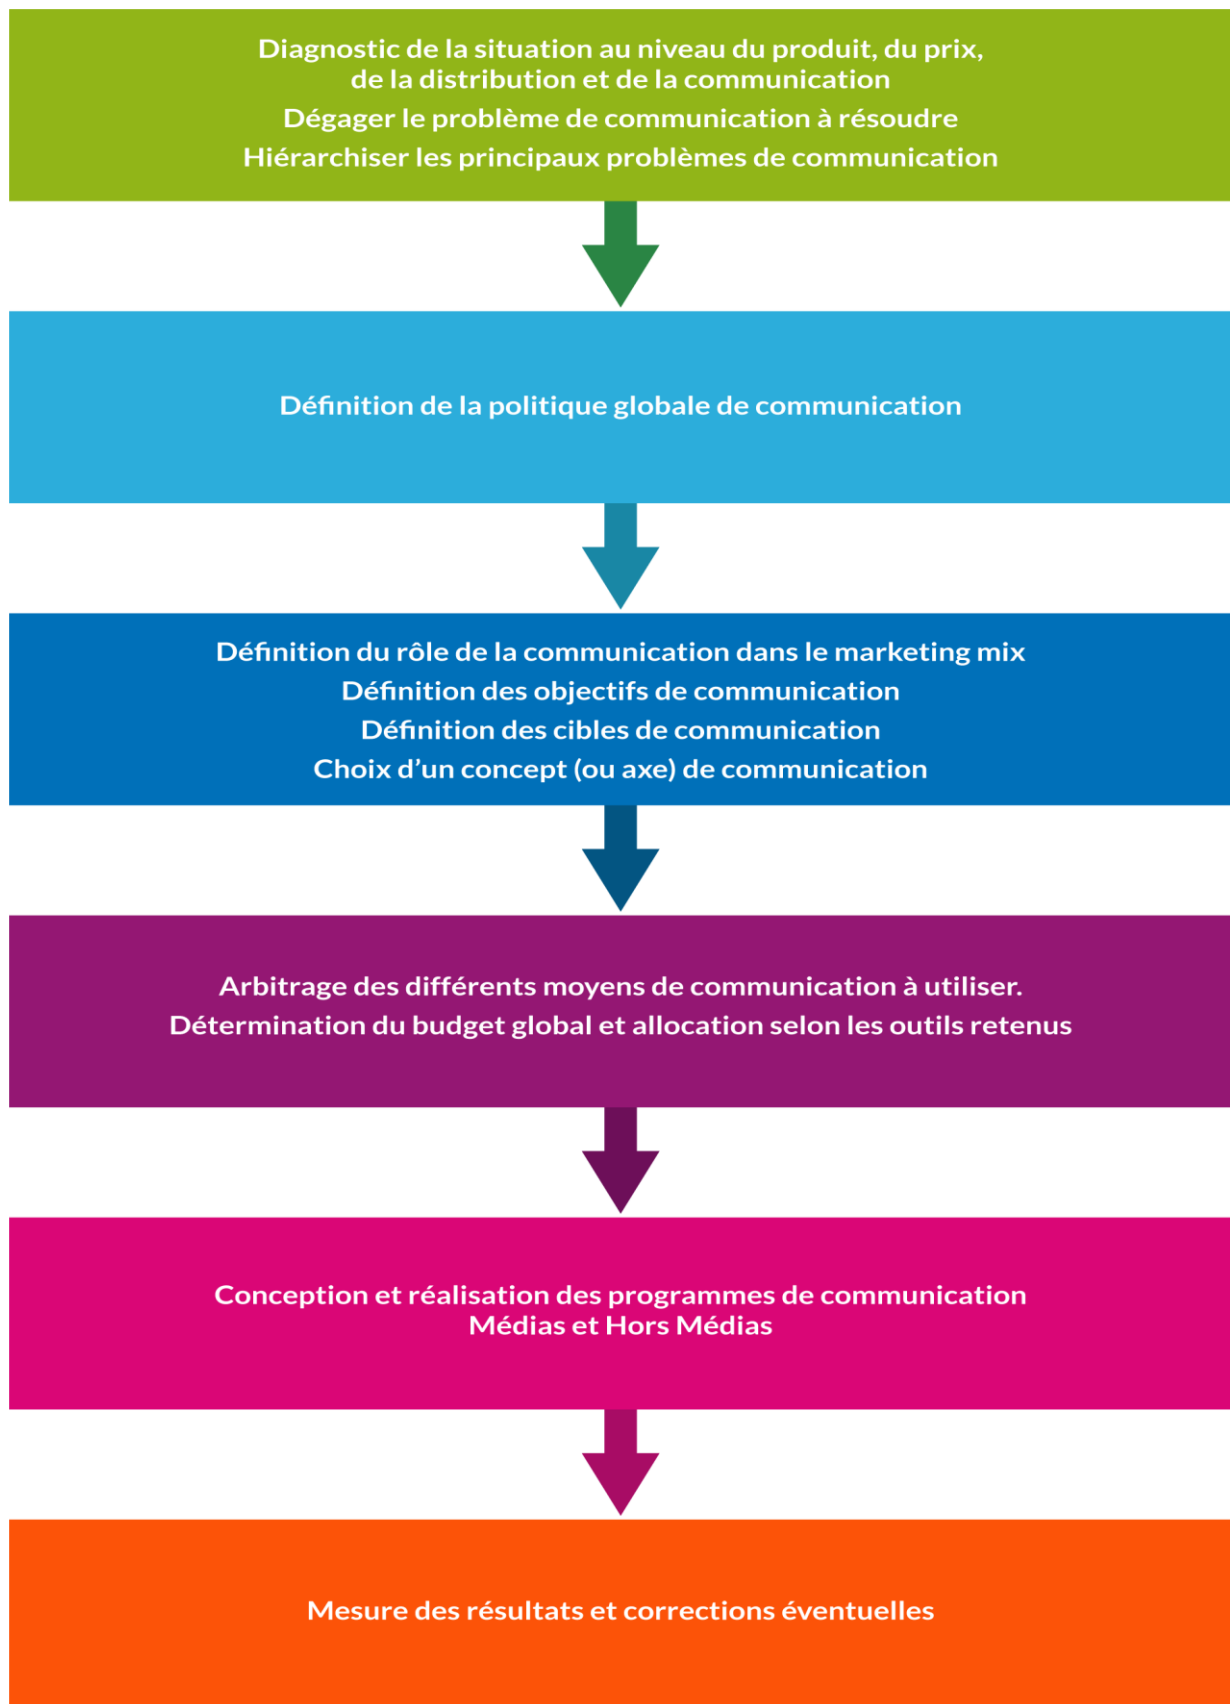 Diagnostic de la situation au niveau du produit, du prix,
de la distribution et de la communication
Dégager le problème de communication à résoudre
Hiérarchiser les principaux problèmes de communication
Définition de la politique globale de communication
Définition du rôle de la communication dans le marketing mix
Définition des objectifs de communication
Définition des cibles de communication
Choix d’un concept (ou axe) de communication
Arbitrage des différents moyens de communication à utiliser.
Détermination du budget global et allocation selon les outils retenus
Conception et réalisation des programmes de communication
Médias et Hors Médias
Mesure des résultats et corrections éventuelles